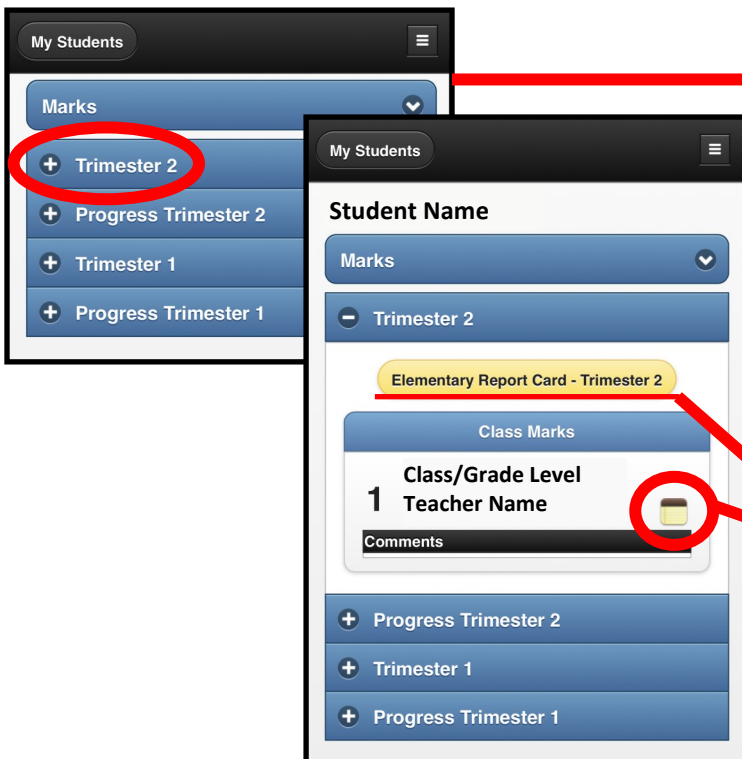 My Students
Marks
Trimester 2
Progress Trimester 2
Trimester 1
Progress Trimester 1
My Students
Student Name
Marks
Trimester 2
Elementary Report Card - Trimester 2
Class Marks
1 Class/Grade Level
Teacher Name
Comments
Progress Trimester 2
Trimester 1
Progress Trimester 1